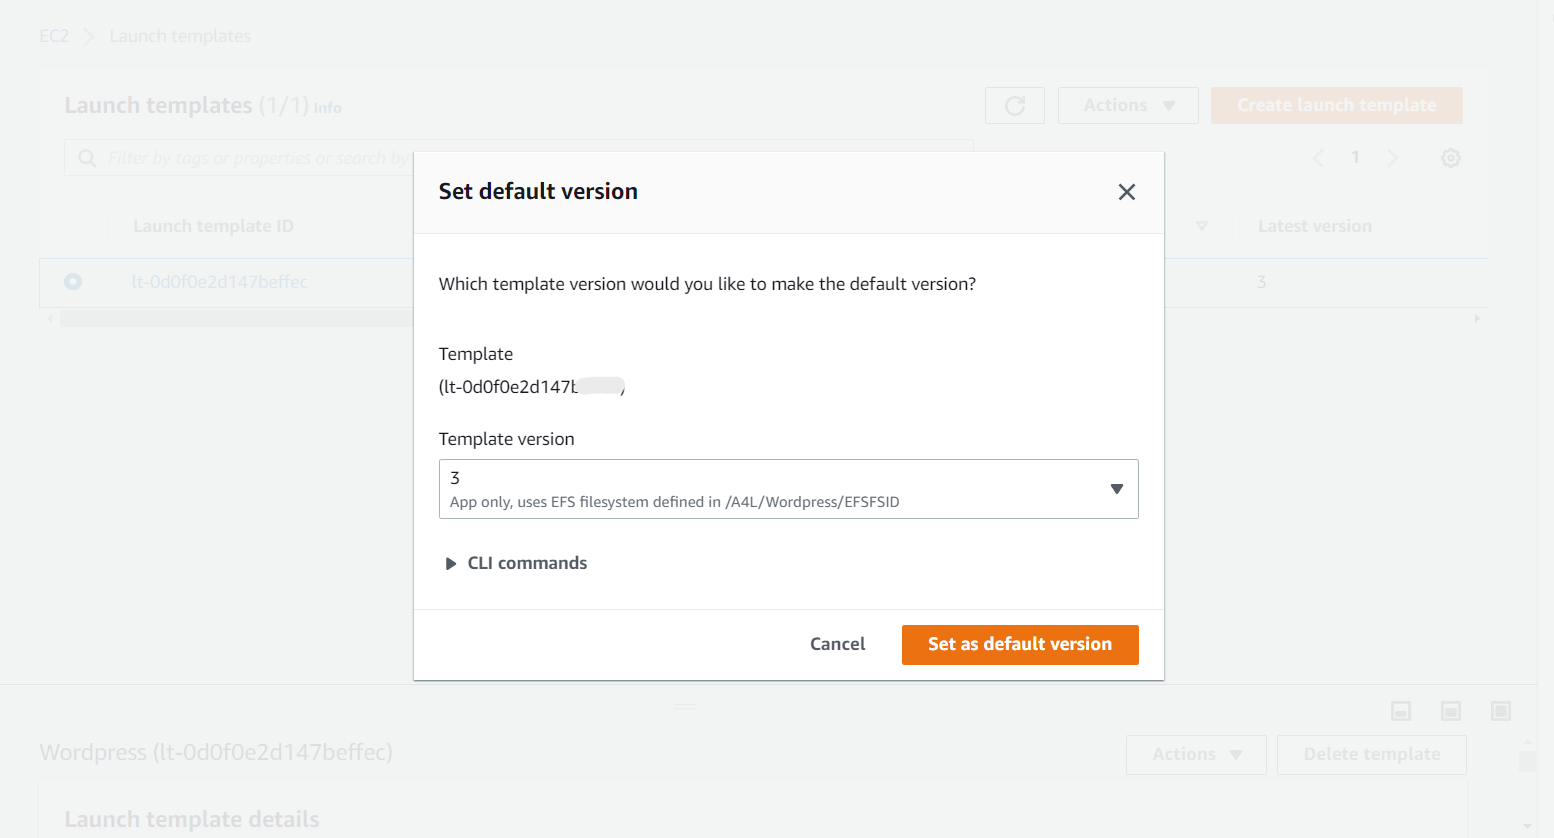 EC2 Launch templates
Launch templates (1/1) Info
Actions
Create launch template
Filter by tags or properties or search by
1
Launch template ID
Latest version
lt-0d0f0e2d147beffec
3
Set default version
Which template version would you like to make the default version?
Template
(lt-0d0f0e2d147b
Template version
3
App only, uses EFS filesystem defined in /A4L/Wordpress/EFSFSID
CLI commands
Cancel
Set as default version
Wordpress (lt-0d0f0e2d147beffec)
Actions
Delete template
Launch template details